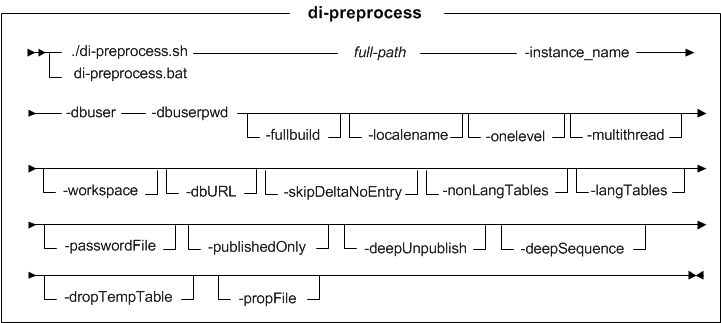 di-preprocess
./di-preprocess.sh full-path -instance_name
di-preprocess.bat
-dbuser -dbuserpwd
-fullbuild -localename -onelevel -multithread
-workspace -dbURL -skipDeltaNoEntry -nonLangTables -langTables
-passwordFile -publishedOnly -deepUnpublish -deepSequence
-dropTempTable -propFile